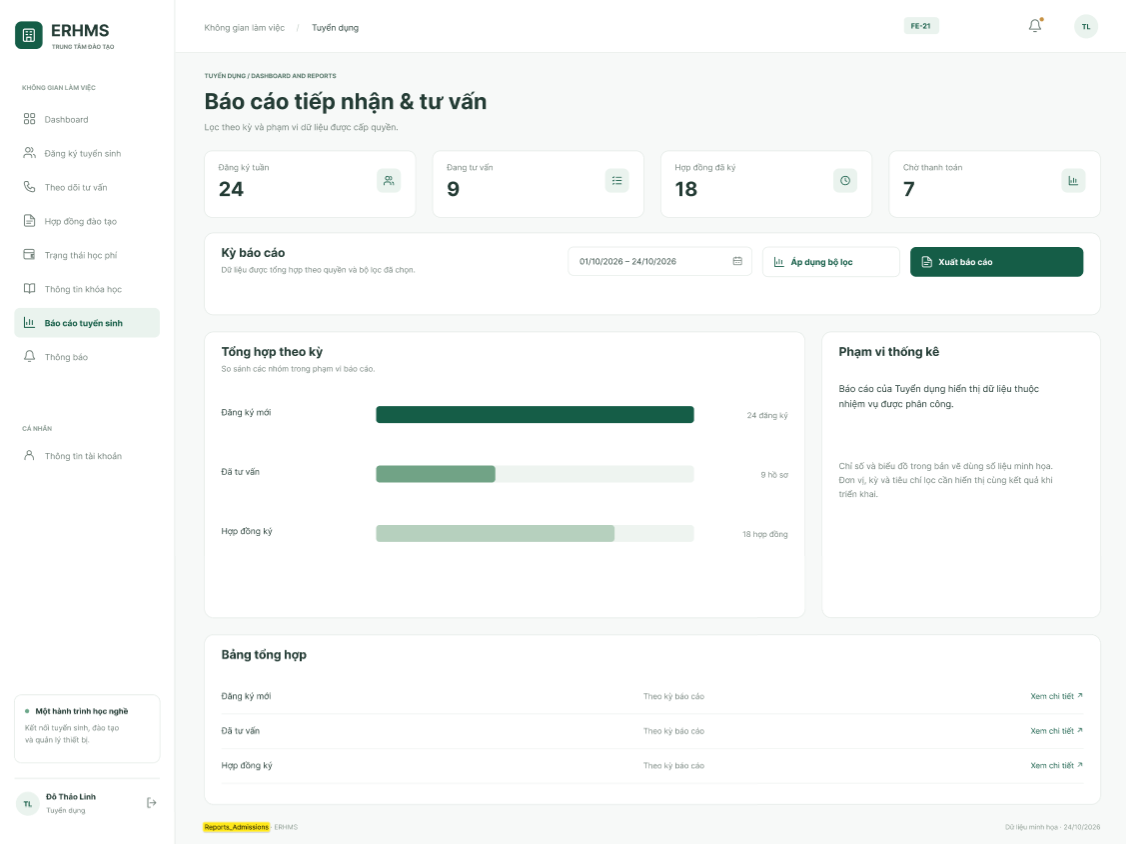 ERHMS
TRUNG TÂM ĐÀO TẠO
KHÔNG GIAN LÀM VIỆC
Dashboard
Đăng ký tuyển sinh
Theo dõi tư vấn
Hợp đồng đào tạo
Trạng thái học phí
Thông tin khóa học
Báo cáo tuyển sinh
Thông báo
CÁ NHÂN
Thông tin tài khoản
Một hành trình học nghề
Kết nối tuyển sinh, đào tạo
và quản lý thiết bị.
TL
Đỗ Thảo Linh
Tuyển dụng
Không gian làm việc / Tuyển dụng
FE-21
TL
TUYỂN DỤNG / DASHBOARD AND REPORTS
Báo cáo tiếp nhận & tư vấn
Lọc theo kỳ và phạm vi dữ liệu được cấp quyền.
Đăng ký tuần
24
Đang tư vấn
9
Hợp đồng đã ký
18
Chờ thanh toán
7
Kỳ báo cáo
Dữ liệu được tổng hợp theo quyền và bộ lọc đã chọn.
01/10/2026 – 24/10/2026
Áp dụng bộ lọc
Xuất báo cáo
Tổng hợp theo kỳ
So sánh các nhóm trong phạm vi báo cáo.
Đăng ký mới
24 đăng ký
Đã tư vấn
9 hồ sơ
Hợp đồng ký
18 hợp đồng
Phạm vi thống kê
Báo cáo của Tuyển dụng hiển thị dữ liệu thuộc
nhiệm vụ được phân công.
Chỉ số và biểu đồ trong bản vẽ dùng số liệu minh họa.
Đơn vị, kỳ và tiêu chí lọc cần hiển thị cùng kết quả khi
triển khai.
Bảng tổng hợp
Đăng ký mới Theo kỳ báo cáo Xem chi tiết ↗
Đã tư vấn Theo kỳ báo cáo Xem chi tiết ↗
Hợp đồng ký Theo kỳ báo cáo Xem chi tiết ↗
Reports_Admissions · ERHMS
Dữ liệu minh họa · 24/10/2026